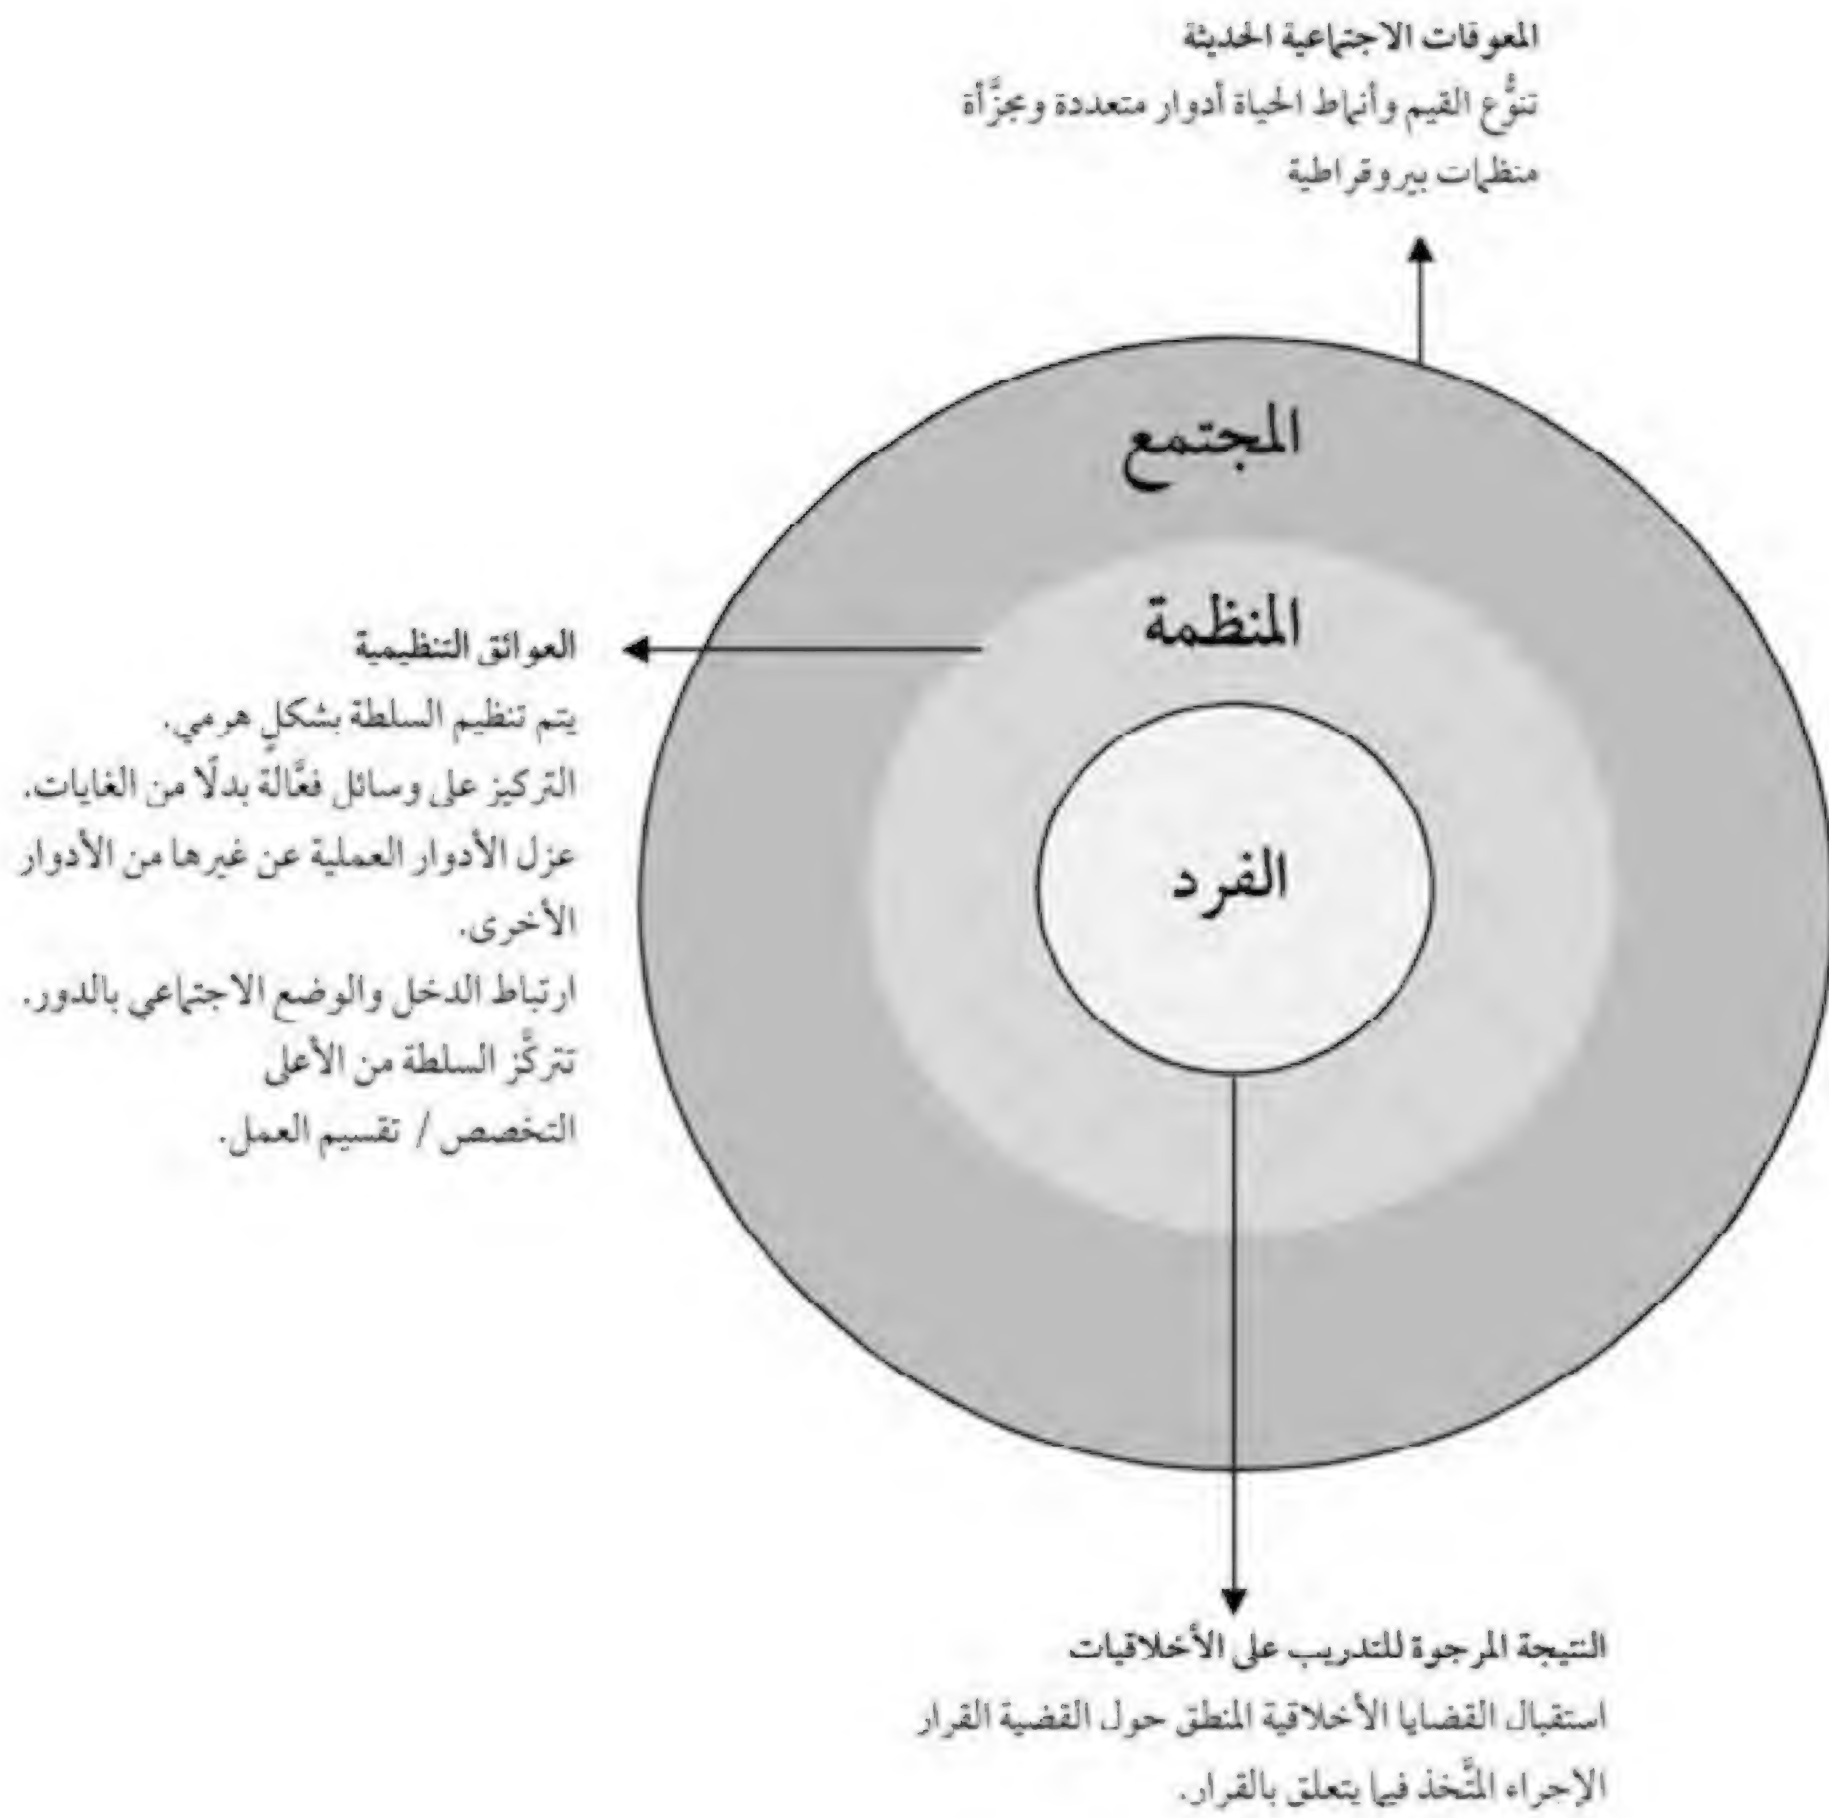 المعوقات الاجتماعية الحديثة
تنوُّع القيم وأنماط الحياة أدوار متعددة ومجزَّأة
منظمات بيروقراطية
المجتمع
المنظمة
الفرد
العوائق التنظيمية
يتم تنظيم السلطة بشكلٍ هرمي.
التركيز على وسائل فعَّالة بدلًا من الغايات.
عزل الأدوار العملية عن غيرها من الأدوار
الأخرى.
ارتباط الدخل والوضع الاجتماعي بالدور.
تتركَّز السلطة من الأعلى
التخصص / تقسيم العمل.
النتيجة المرجوة للتدريب على الأخلاقيات
استقبال القضايا الأخلاقية المنطق حول القضية القرار
الإجراء المتَّخذ فيما يتعلق بالقرار.